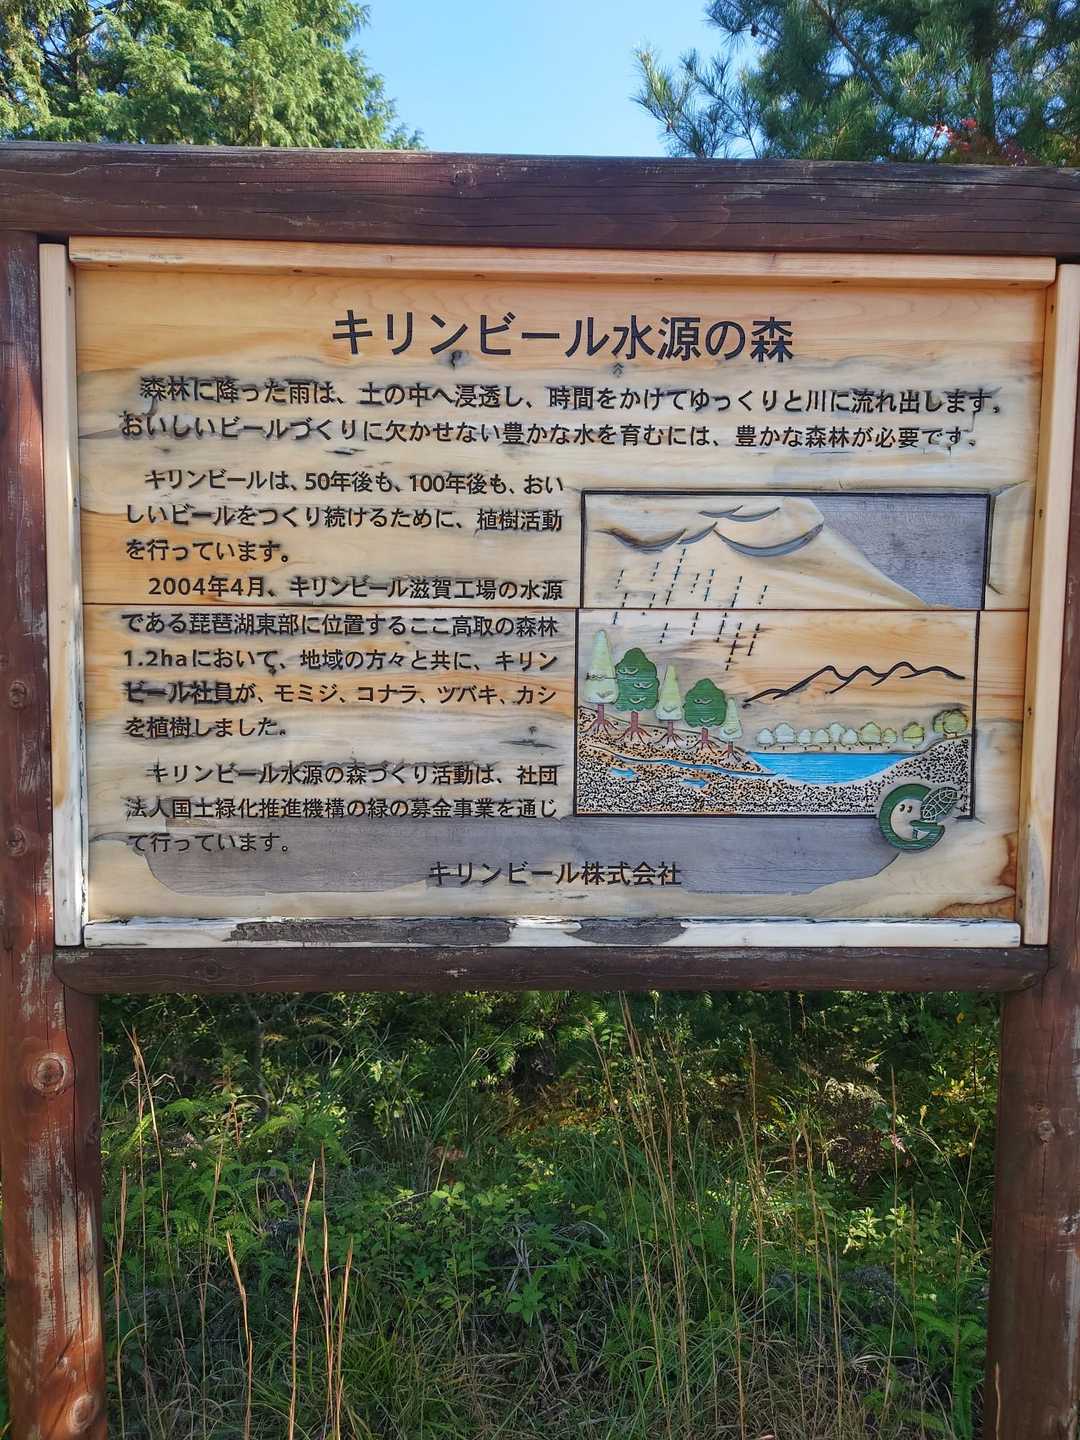 キリンビール水源の森
森林に降った雨は、土の中へ浸透し、時間をかけてゆっくりと川に流れ出します。
おいしいビールづくりに欠かせない豊かな水を育むには、豊かな森林が必要です。
キリンビールは、50年後も、100年後も、おい
しいビールをつくり続けるために、植樹活動
を行っています。
2004年4月、キリンビール滋賀工場の水源
である琵琶湖東部に位置するここ高取の森林
1.2haにおいて、地域の方々と共に、キリン
ビール社員が、モミジ、コナラ、ツバキ、カシ
を植樹しました。
キリンビール水源の森づくり活動は、社団
法人国土緑化推進機構の緑の募金事業を通じ
て行っています。
キリンビール株式会社